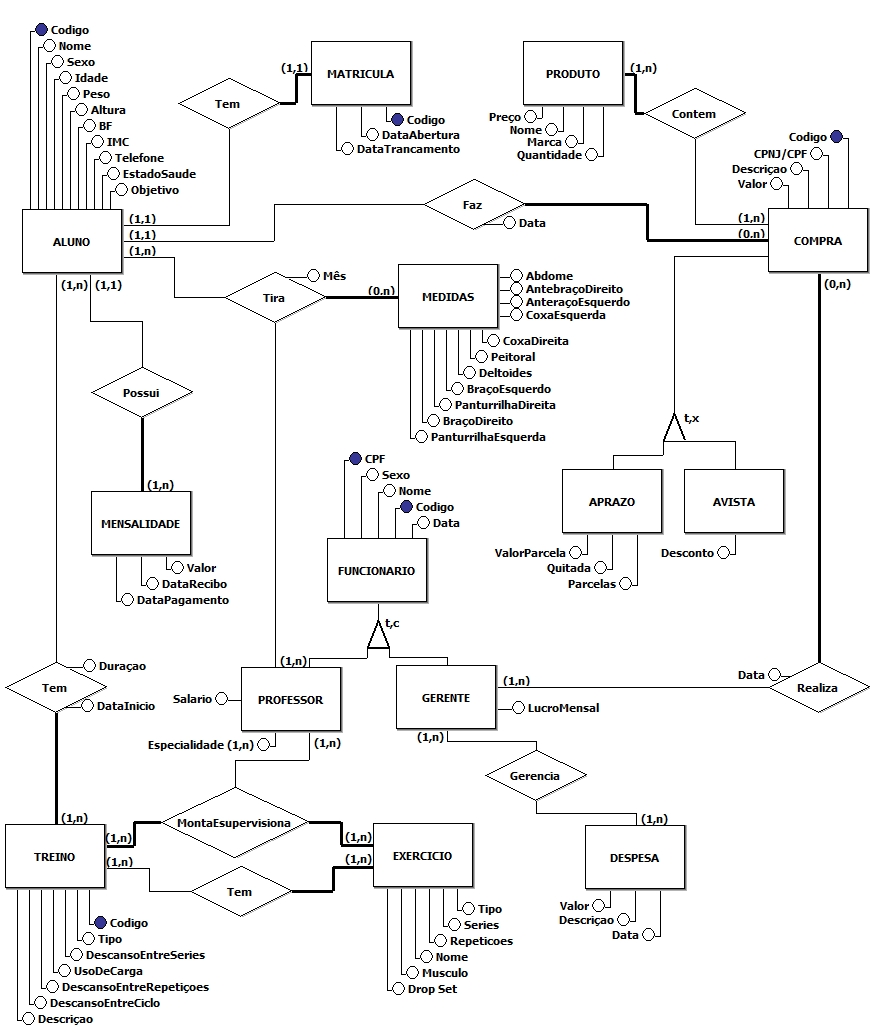 Codigo
Nome
Sexo
Idade
Peso
Altura
BF
IMC
Telefone
EstadoSaude
Objetivo
ALUNO
(1,1)
(1,1)
(1,n)
(1,n) (1,1)
Tem
(1,1)
MATRICULA
Codigo
DataAbertura
DataTrancamento
PRODUTO
(1,n)
Preço
Nome
Marca
Quantidade
Contem
Codigo
CPNJ/CPF
Descriçao
Valor
(1,n)
(0.n)
COMPRA
(0,n)
Faz
Data
Mês
Tira
(0.n)
MEDIDAS
Abdome
AntebraçoDireito
AnteraçoEsquerdo
CoxaEsquerda
CoxaDireita
Peitoral
Deltoides
BraçoEsquerdo
PanturrilhaDireita
BraçoDireito
PanturrilhaEsquerda
Possui
(1,n)
MENSALIDADE
Valor
DataRecibo
DataPagamento
t,x
APRAZO
AVISTA
ValorParcela
Quitada
Parcelas
Desconto
CPF
Sexo
Nome
Codigo
Data
FUNCIONARIO
t,c
Duraçao
Tem
DataInicio
(1,n)
Salario
PROFESSOR
Especialidade (1,n)
(1,n)
GERENTE
(1,n)
LucroMensal
(1,n)
Data
Realiza
Gerencia
(1,n)
DESPESA
Valor
Descriçao
Data
(1,n)
TREINO
(1,n)
(1,n)
MontaEsupervisiona
(1,n)
(1,n)
EXERCICIO
Tem
Codigo
Tipo
DescansoEntreSeries
UsoDeCarga
DescansoEntreRepetiçoes
DescansoEntreCiclo
Descriçao
Tipo
Series
Repeticoes
Nome
Musculo
Drop Set